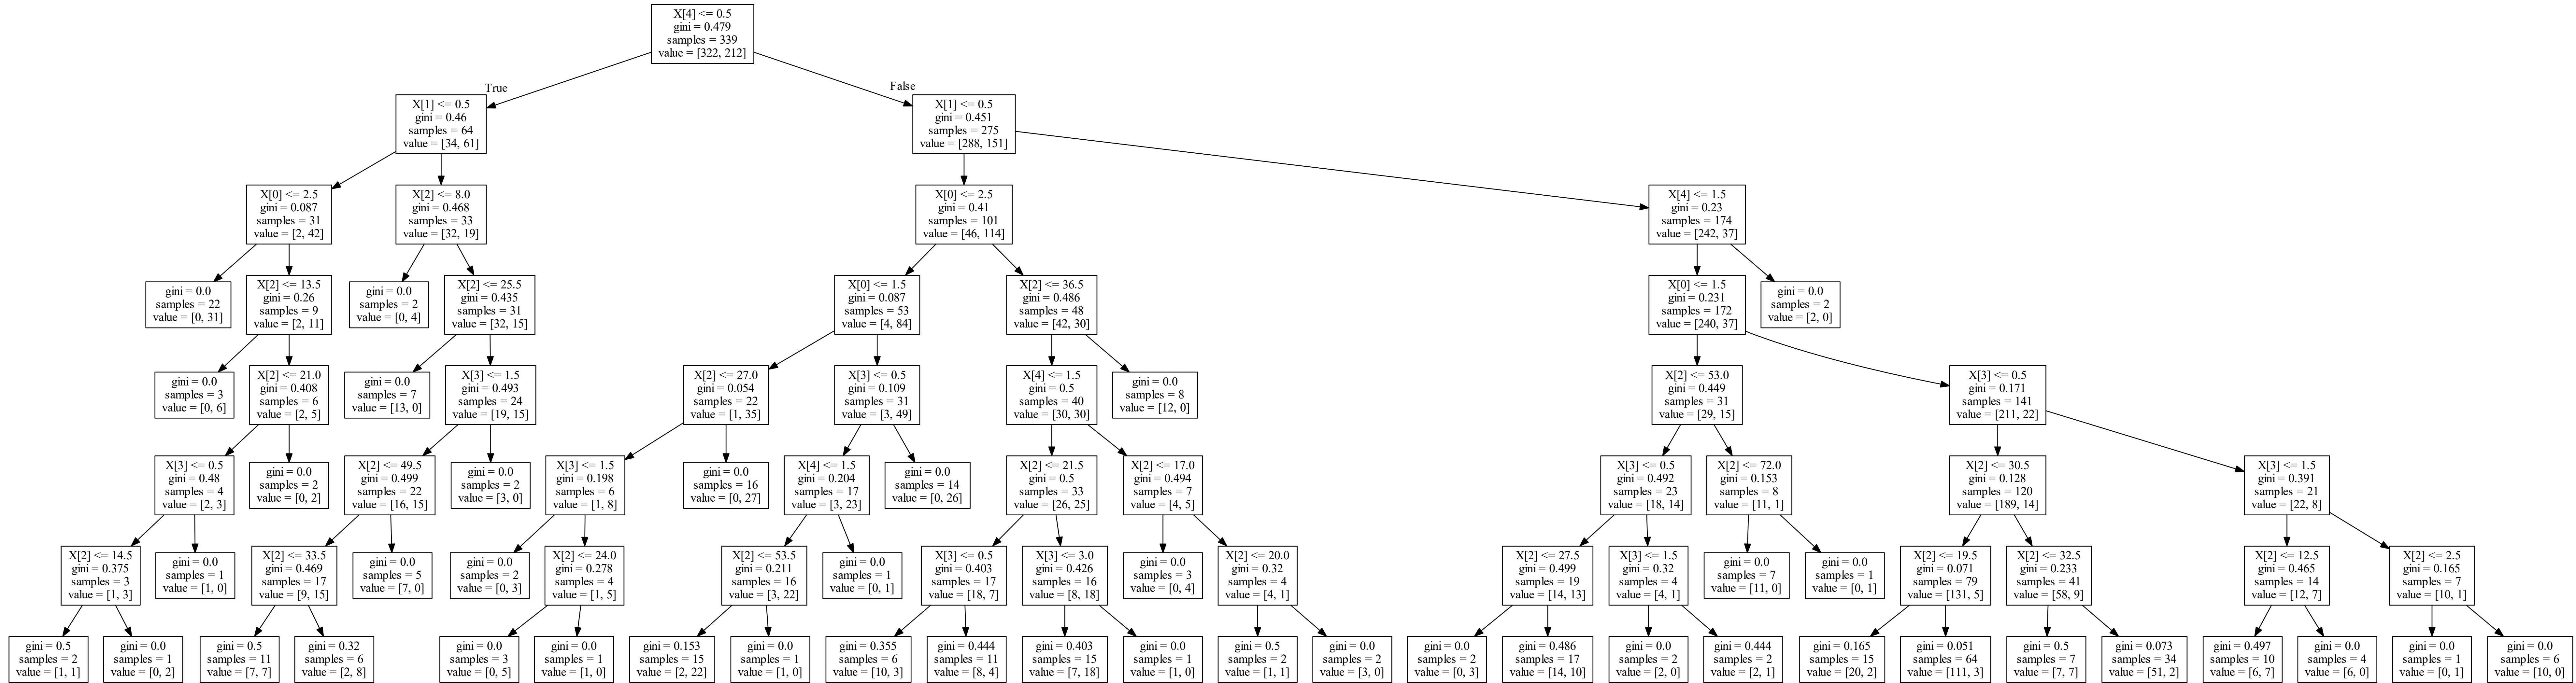 X[4] <= 0.5
gini = 0.479
samples = 339
value = [322, 212]
True
False
X[1] <= 0.5
gini = 0.46
samples = 64
value = [34, 61]
X[1] <= 0.5
gini = 0.451
samples = 275
value = [288, 151]
X[0] <= 2.5
gini = 0.087
samples = 31
value = [2, 42]
X[2] <= 8.0
gini = 0.468
samples = 33
value = [32, 19]
X[0] <= 2.5
gini = 0.41
samples = 101
value = [46, 114]
X[4] <= 1.5
gini = 0.23
samples = 174
value = [242, 37]
gini = 0.0
samples = 22
value = [0, 31]
X[2] <= 13.5
gini = 0.26
samples = 9
value = [2, 11]
gini = 0.0
samples = 2
value = [0, 4]
X[2] <= 25.5
gini = 0.435
samples = 31
value = [32, 15]
X[0] <= 1.5
gini = 0.087
samples = 53
value = [4, 84]
X[2] <= 36.5
gini = 0.486
samples = 48
value = [42, 30]
X[0] <= 1.5
gini = 0.231
samples = 172
value = [240, 37]
gini = 0.0
samples = 2
value = [2, 0]
gini = 0.0
samples = 3
value = [0, 6]
X[2] <= 21.0
gini = 0.408
samples = 6
value = [2, 5]
gini = 0.0
samples = 7
value = [13, 0]
X[3] <= 1.5
gini = 0.493
samples = 24
value = [19, 15]
X[2] <= 27.0
gini = 0.054
samples = 22
value = [1, 35]
X[3] <= 0.5
gini = 0.109
samples = 31
value = [3, 49]
X[4] <= 1.5
gini = 0.5
samples = 40
value = [30, 30]
gini = 0.0
samples = 8
value = [12, 0]
X[2] <= 53.0
gini = 0.449
samples = 31
value = [29, 15]
X[3] <= 0.5
gini = 0.171
samples = 141
value = [211, 22]
X[3] <= 0.5
gini = 0.48
samples = 4
value = [2, 3]
gini = 0.0
samples = 2
value = [0, 2]
X[2] <= 49.5
gini = 0.499
samples = 22
value = [16, 15]
gini = 0.0
samples = 2
value = [3, 0]
X[3] <= 1.5
gini = 0.198
samples = 6
value = [1, 8]
gini = 0.0
samples = 16
value = [0, 27]
X[4] <= 1.5
gini = 0.204
samples = 17
value = [3, 23]
gini = 0.0
samples = 14
value = [0, 26]
X[2] <= 21.5
gini = 0.5
samples = 33
value = [26, 25]
X[2] <= 17.0
gini = 0.494
samples = 7
value = [4, 5]
X[3] <= 0.5
gini = 0.492
samples = 23
value = [18, 14]
X[2] <= 72.0
gini = 0.153
samples = 8
value = [11, 1]
X[2] <= 30.5
gini = 0.128
samples = 120
value = [189, 14]
X[3] <= 1.5
gini = 0.391
samples = 21
value = [22, 8]
X[2] <= 14.5
gini = 0.375
samples = 3
value = [1, 3]
gini = 0.0
samples = 1
value = [1, 0]
X[2] <= 33.5
gini = 0.469
samples = 17
value = [9, 15]
gini = 0.0
samples = 5
value = [7, 0]
gini = 0.0
samples = 2
value = [0, 3]
X[2] <= 24.0
gini = 0.278
samples = 4
value = [1, 5]
X[2] <= 53.5
gini = 0.211
samples = 16
value = [3, 22]
gini = 0.0
samples = 1
value = [0, 1]
X[3] <= 0.5
gini = 0.403
samples = 17
value = [18, 7]
X[3] <= 3.0
gini = 0.426
samples = 16
value = [8, 18]
gini = 0.0
samples = 3
value = [0, 4]
X[2] <= 20.0
gini = 0.32
samples = 4
value = [4, 1]
X[2] <= 27.5
gini = 0.499
samples = 19
value = [14, 13]
X[3] <= 1.5
gini = 0.32
samples = 4
value = [4, 1]
gini = 0.0
samples = 7
value = [11, 0]
gini = 0.0
samples = 1
value = [0, 1]
X[2] <= 19.5
gini = 0.071
samples = 79
value = [131, 5]
X[2] <= 32.5
gini = 0.233
samples = 41
value = [58, 9]
X[2] <= 12.5
gini = 0.465
samples = 14
value = [12, 7]
X[2] <= 2.5
gini = 0.165
samples = 7
value = [10, 1]
gini = 0.5
samples = 2
value = [1, 1]
gini = 0.0
samples = 1
value = [0, 2]
gini = 0.5
samples = 11
value = [7, 7]
gini = 0.32
samples = 6
value = [2, 8]
gini = 0.0
samples = 3
value = [0, 5]
gini = 0.0
samples = 1
value = [1, 0]
gini = 0.153
samples = 15
value = [2, 22]
gini = 0.0
samples = 1
value = [1, 0]
gini = 0.355
samples = 6
value = [10, 3]
gini = 0.444
samples = 11
value = [8, 4]
gini = 0.403
samples = 15
value = [7, 18]
gini = 0.0
samples = 1
value = [1, 0]
gini = 0.5
samples = 2
value = [1, 1]
gini = 0.0
samples = 2
value = [3, 0]
gini = 0.0
samples = 2
value = [0, 3]
gini = 0.486
samples = 17
value = [14, 10]
gini = 0.0
samples = 2
value = [2, 0]
gini = 0.444
samples = 2
value = [2, 1]
gini = 0.165
samples = 15
value = [20, 2]
gini = 0.051
samples = 64
value = [111, 3]
gini = 0.5
samples = 7
value = [7, 7]
gini = 0.073
samples = 34
value = [51, 2]
gini = 0.497
samples = 10
value = [6, 7]
gini = 0.0
samples = 4
value = [6, 0]
gini = 0.0
samples = 1
value = [0, 1]
gini = 0.0
samples = 6
value = [10, 0]